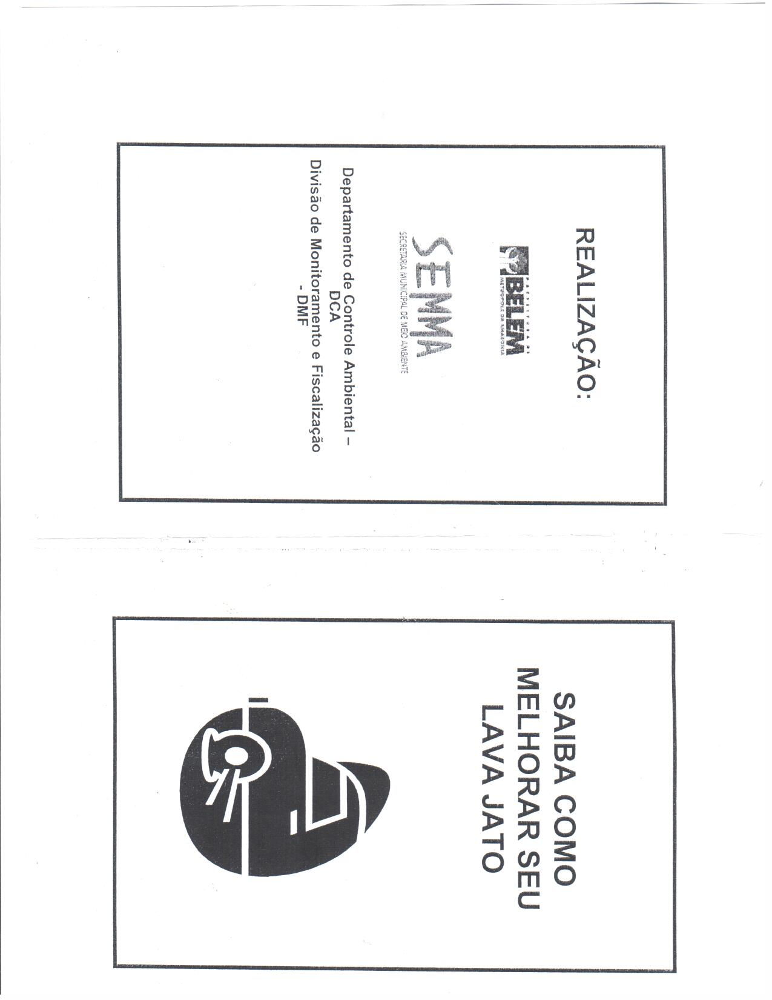 REALIZAÇÃO:
PREFEITURA DE
BELÉM
METRÓPOLE DA AMAZÔNIA
SEMMA
SECRETARIA MUNICIPAL DE MEIO AMBIENTE
Departamento de Controle Ambiental –
DCA
Divisão de Monitoramento e Fiscalização
- DMF
SAIBA COMO
MELHORAR SEU
LAVA JATO